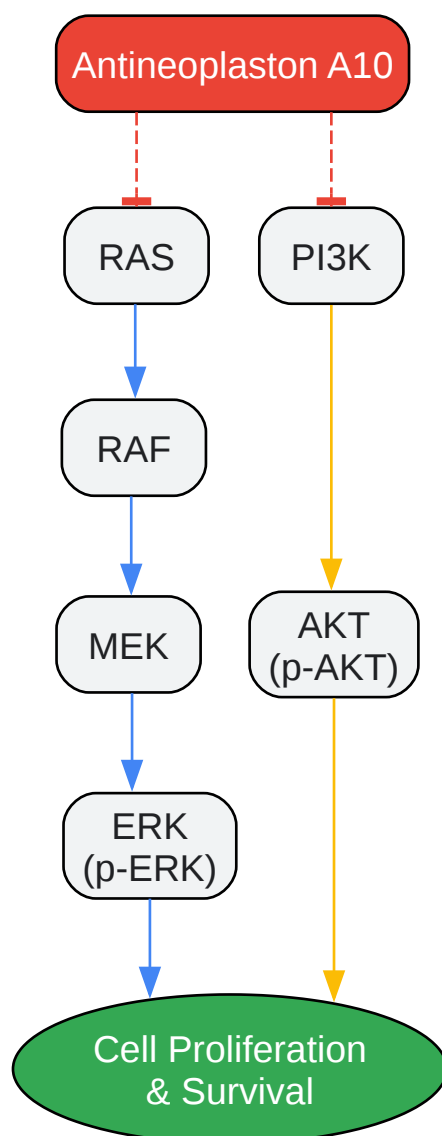 Antineoplaston A10
RAS
PI3K
RAF
MEK
AKT
(p-AKT)
ERK
(p-ERK)
Cell Proliferation
& Survival